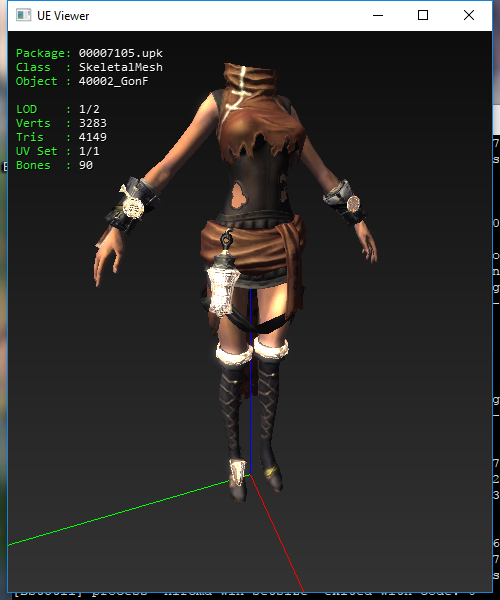 UE Viewer
Package: 00007105.upk
Class : SkeletalMesh
Object : 40002_GonF
LOD : 1/2
Verts : 3283
Tris : 4149
UV Set : 1/1
Bones : 90